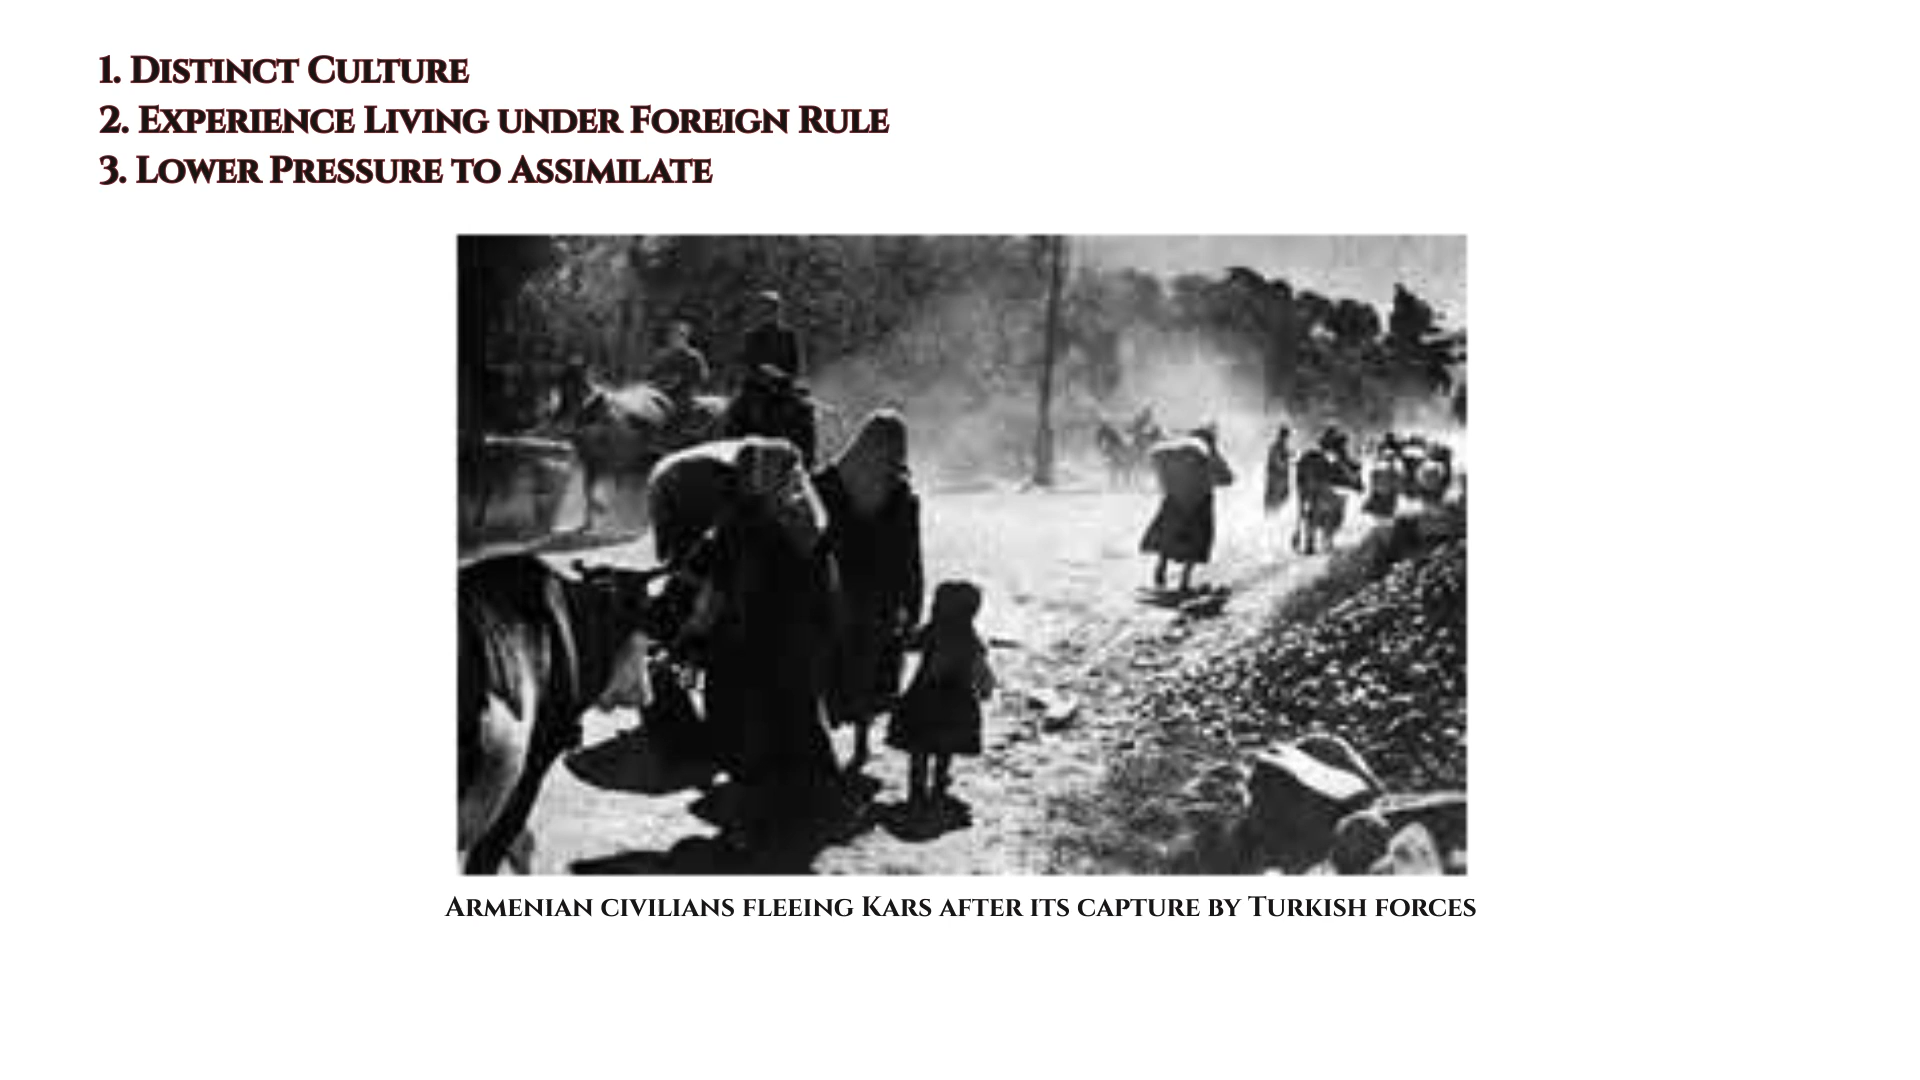 1. Distinct Culture
2. Experience Living under Foreign Rule
3. Lower Pressure to Assimilate
Armenian civilians fleeing Kars after its capture by Turkish forces